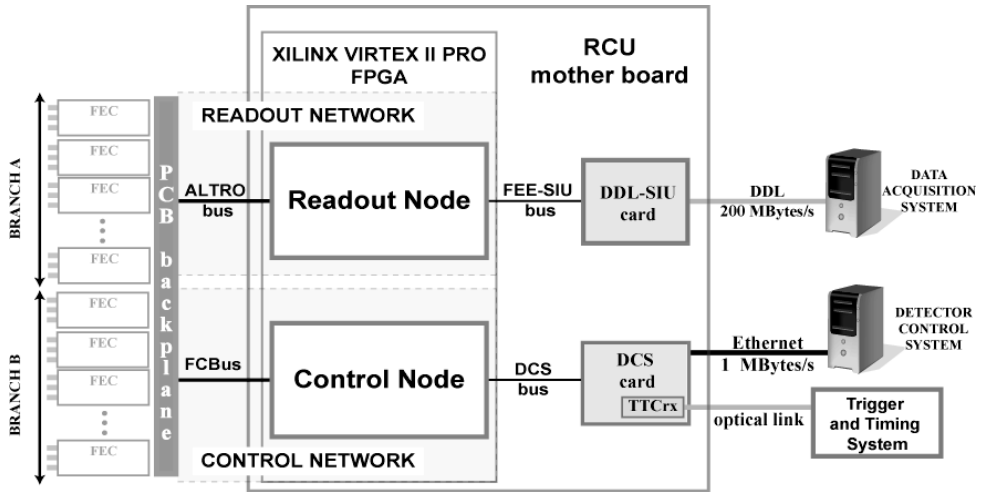 RCU
mother board
XILINX VIRTEX II PRO
FPGA
READOUT NETWORK
BRANCH A
FEC
FEC
FEC
FEC
PCB backplane
ALTRO
bus
Readout Node
FEE-SIU
bus
DDL-SIU
card
DDL
200 MBytes/s
DATA
ACQUISITION
SYSTEM
BRANCH B
FEC
FEC
FEC
FEC
FCBus
Control Node
DCS
bus
DCS
card
TTCrx
Ethernet
1 MBytes/s
DETECTOR
CONTROL
SYSTEM
optical link
Trigger
and Timing
System
CONTROL NETWORK